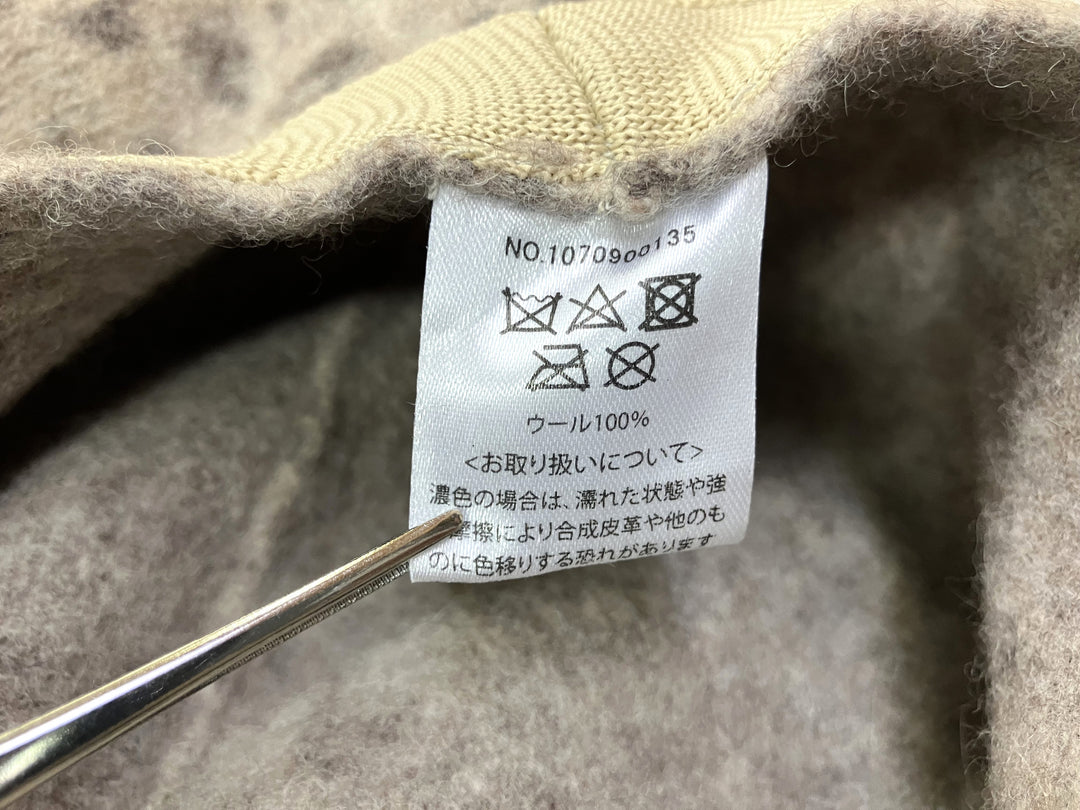 NO.1070900135
ウール100%
<お取り扱いについて>
濃色の場合は、濡れた状態や強
摩擦により合成皮革や他のも
のに色移りする恐れがあります